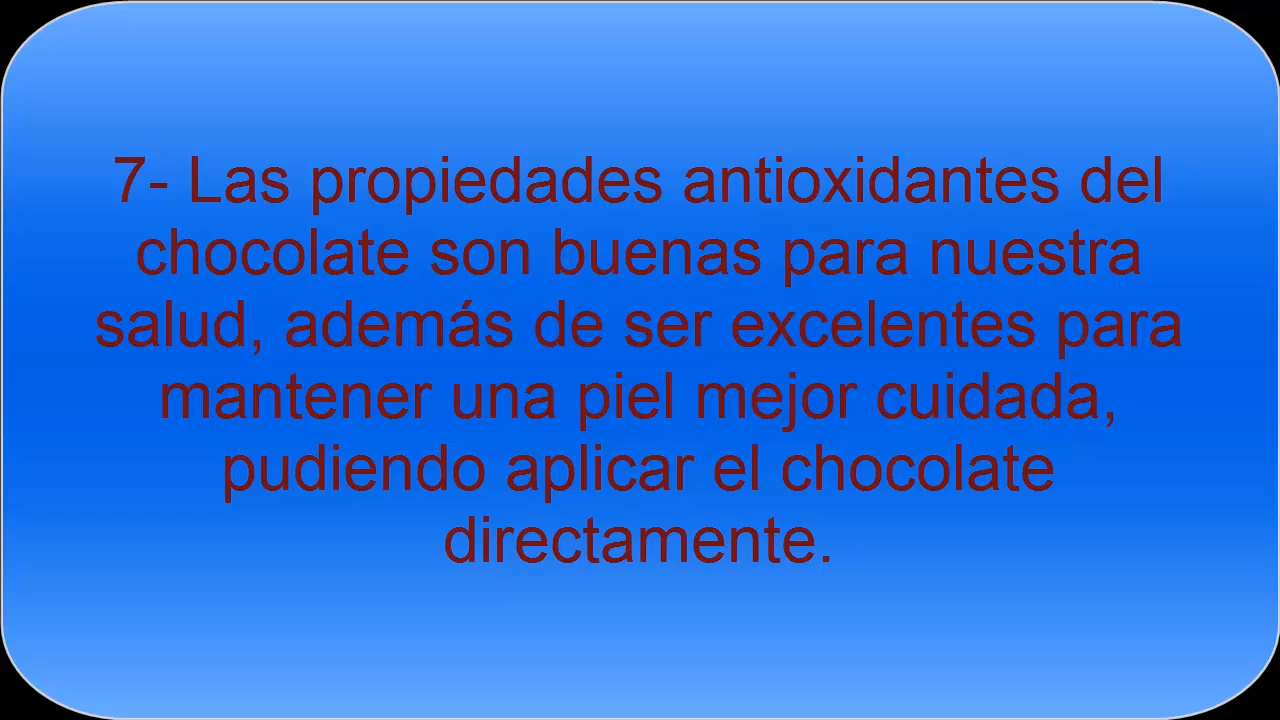 7- Las propiedades antioxidantes del
chocolate son buenas para nuestra
salud, además de ser excelentes para
mantener una piel mejor cuidada,
pudiendo aplicar el chocolate
directamente.